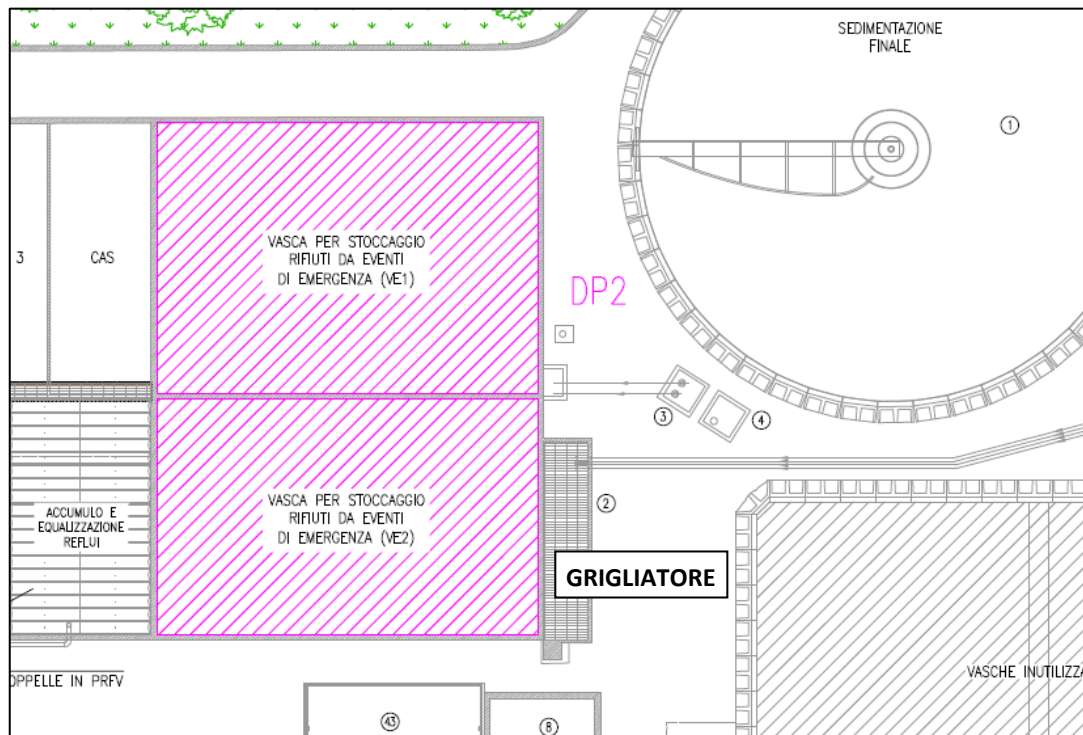 SEDIMENTAZIONE
FINALE
1
3
CAS
VASCA PER STOCCAGGIO
RIFIUTI DA EVENTI
DI EMERGENZA (VE1)
DP2
3
4
ACCUMULO E
EQUALIZZAZIONE
REFLUI
VASCA PER STOCCAGGIO
RIFIUTI DA EVENTI
DI EMERGENZA (VE2)
2
GRIGLIATORE
OPPELLE IN PRFV
VASCHE INUTILIZZA
43
8